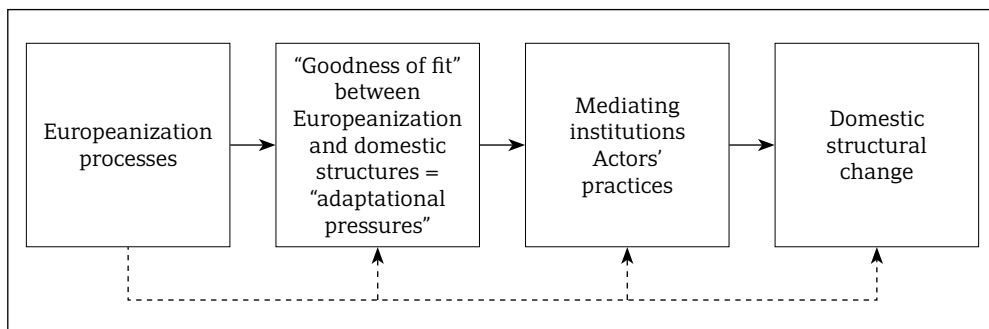 Europeanization
processes
“Goodness of fit”
between
Europeanization
and domestic
structures =
“adaptational
pressures”
Mediating
institutions
Actors’
practices
Domestic
structural
change